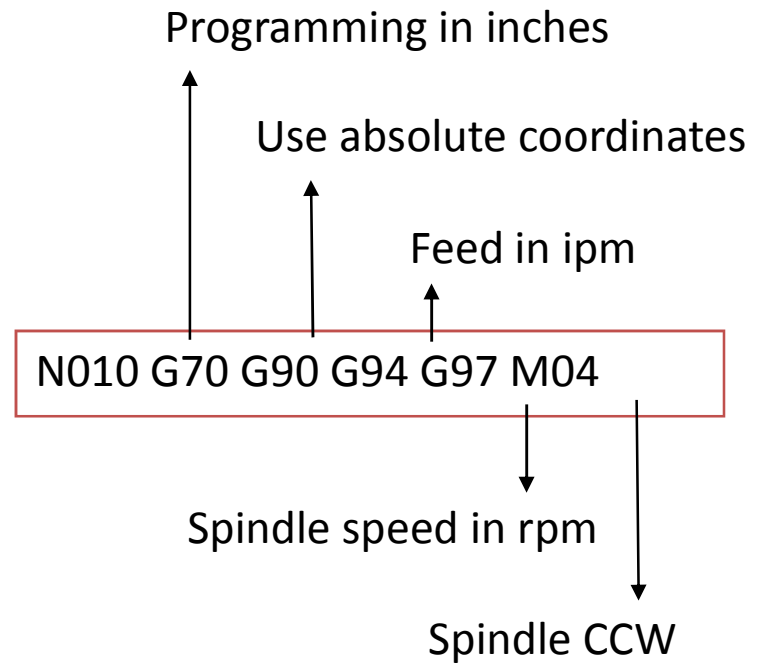 Programming in inches
Use absolute coordinates
Feed in ipm
N010 G70 G90 G94 G97 M04
Spindle speed in rpm
Spindle CCW